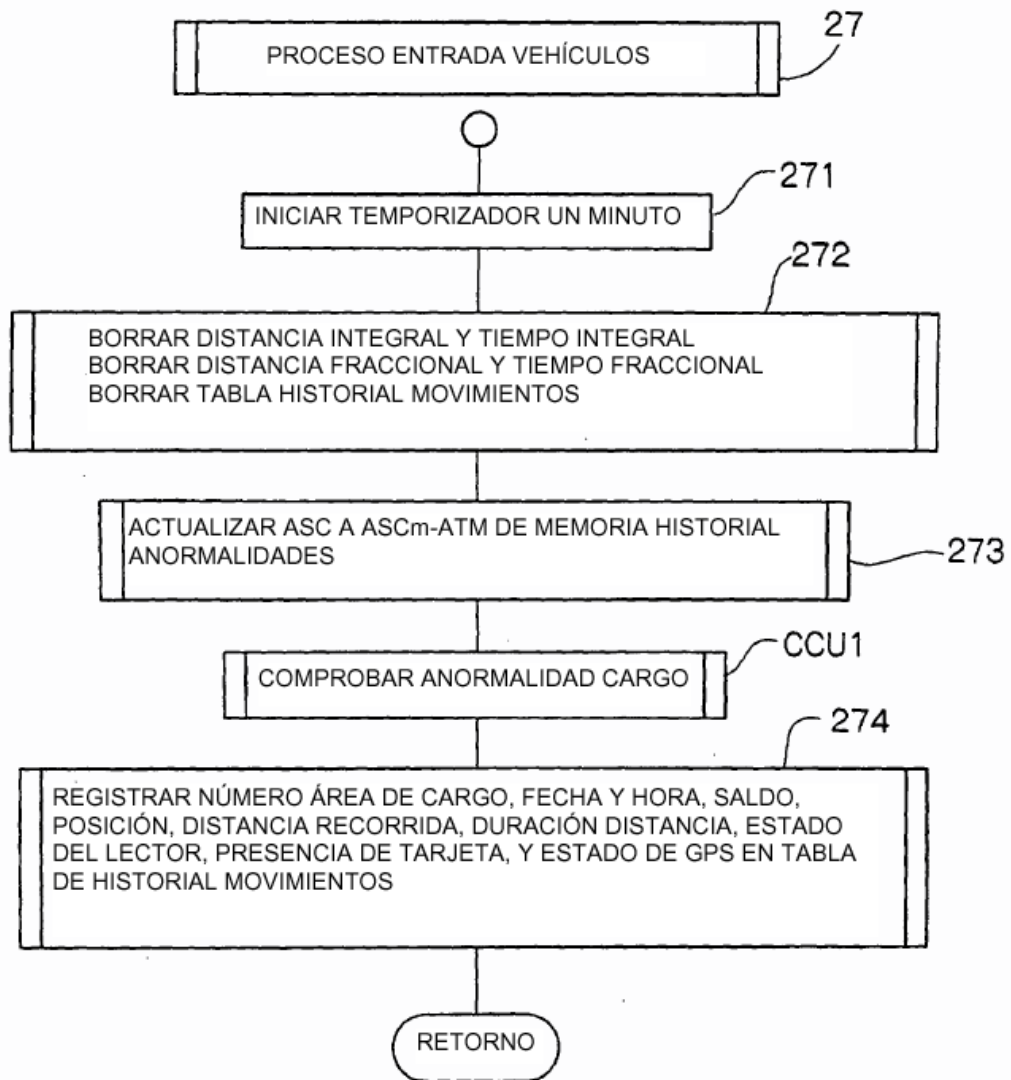 27
PROCESO ENTRADA VEHÍCULOS
271
INICIAR TEMPORIZADOR UN MINUTO
272
BORRAR DISTANCIA INTEGRAL Y TIEMPO INTEGRAL
BORRAR DISTANCIA FRACCIONAL Y TIEMPO FRACCIONAL
BORRAR TABLA HISTORIAL MOVIMIENTOS
ACTUALIZAR ASC A ASCm-ATM DE MEMORIA HISTORIAL
ANORMALIDADES
273
CCU1
COMPROBAR ANORMALIDAD CARGO
274
REGISTRAR NÚMERO ÁREA DE CARGO, FECHA Y HORA, SALDO,
POSICIÓN, DISTANCIA RECORRIDA, DURACIÓN DISTANCIA, ESTADO
DEL LECTOR, PRESENCIA DE TARJETA, Y ESTADO DE GPS EN TABLA
DE HISTORIAL MOVIMIENTOS
RETORNO